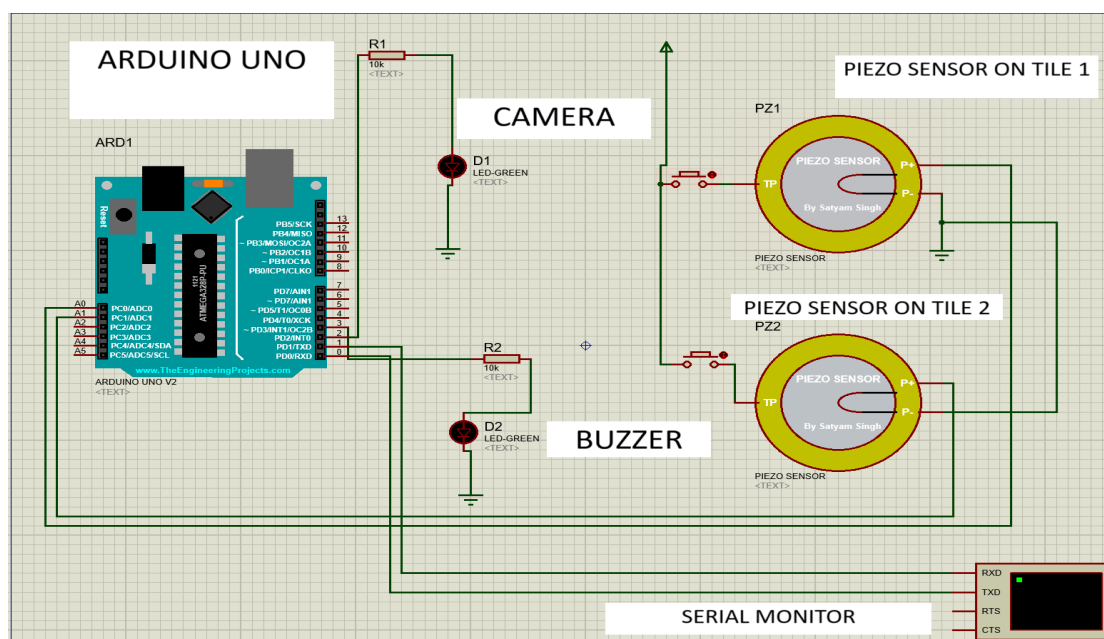 ARDUINO UNO
R1
10k
<TEXT>
CAMERA
PIEZO SENSOR ON TILE 1
PZ1
ARD1
D1
LED-GREEN
<TEXT>
PIEZO SENSOR
TP
P+
P-
By Satyam Singh
PIEZO SENSOR
<TEXT>
Reset
PB5/SCK 13
PB4/MISO 12
~ PB3/MOSI/OC2A 11
~ PB2/OC1B 10
~ PB1/OC1A 9
PB0/ICP1/CLKO 8
PD7/AIN1 7
~ PD7/AIN1 6
~ PD5/T1/OC0B 5
PD4/T0/XCK 4
~ PD3/INT1/OC2B 3
PD2/INT0 2
PD1/TXD 1
PD0/RXD 0
1121
ATMEGA328P-PU
A0 PC0/ADC0
A1 PC1/ADC1
A2 PC2/ADC2
A3 PC3/ADC3
A4 PC4/ADC4/SDA
A5 PC5/ADC5/SCL
www.TheEngineeringProjects.com
ARDUINO UNO V2
<TEXT>
R2
10k
<TEXT>
D2
LED-GREEN
<TEXT>
BUZZER
PIEZO SENSOR ON TILE 2
PZ2
PIEZO SENSOR
TP
P+
P-
By Satyam Singh
PIEZO SENSOR
<TEXT>
SERIAL MONITOR
RXD
TXD
RTS
CTS